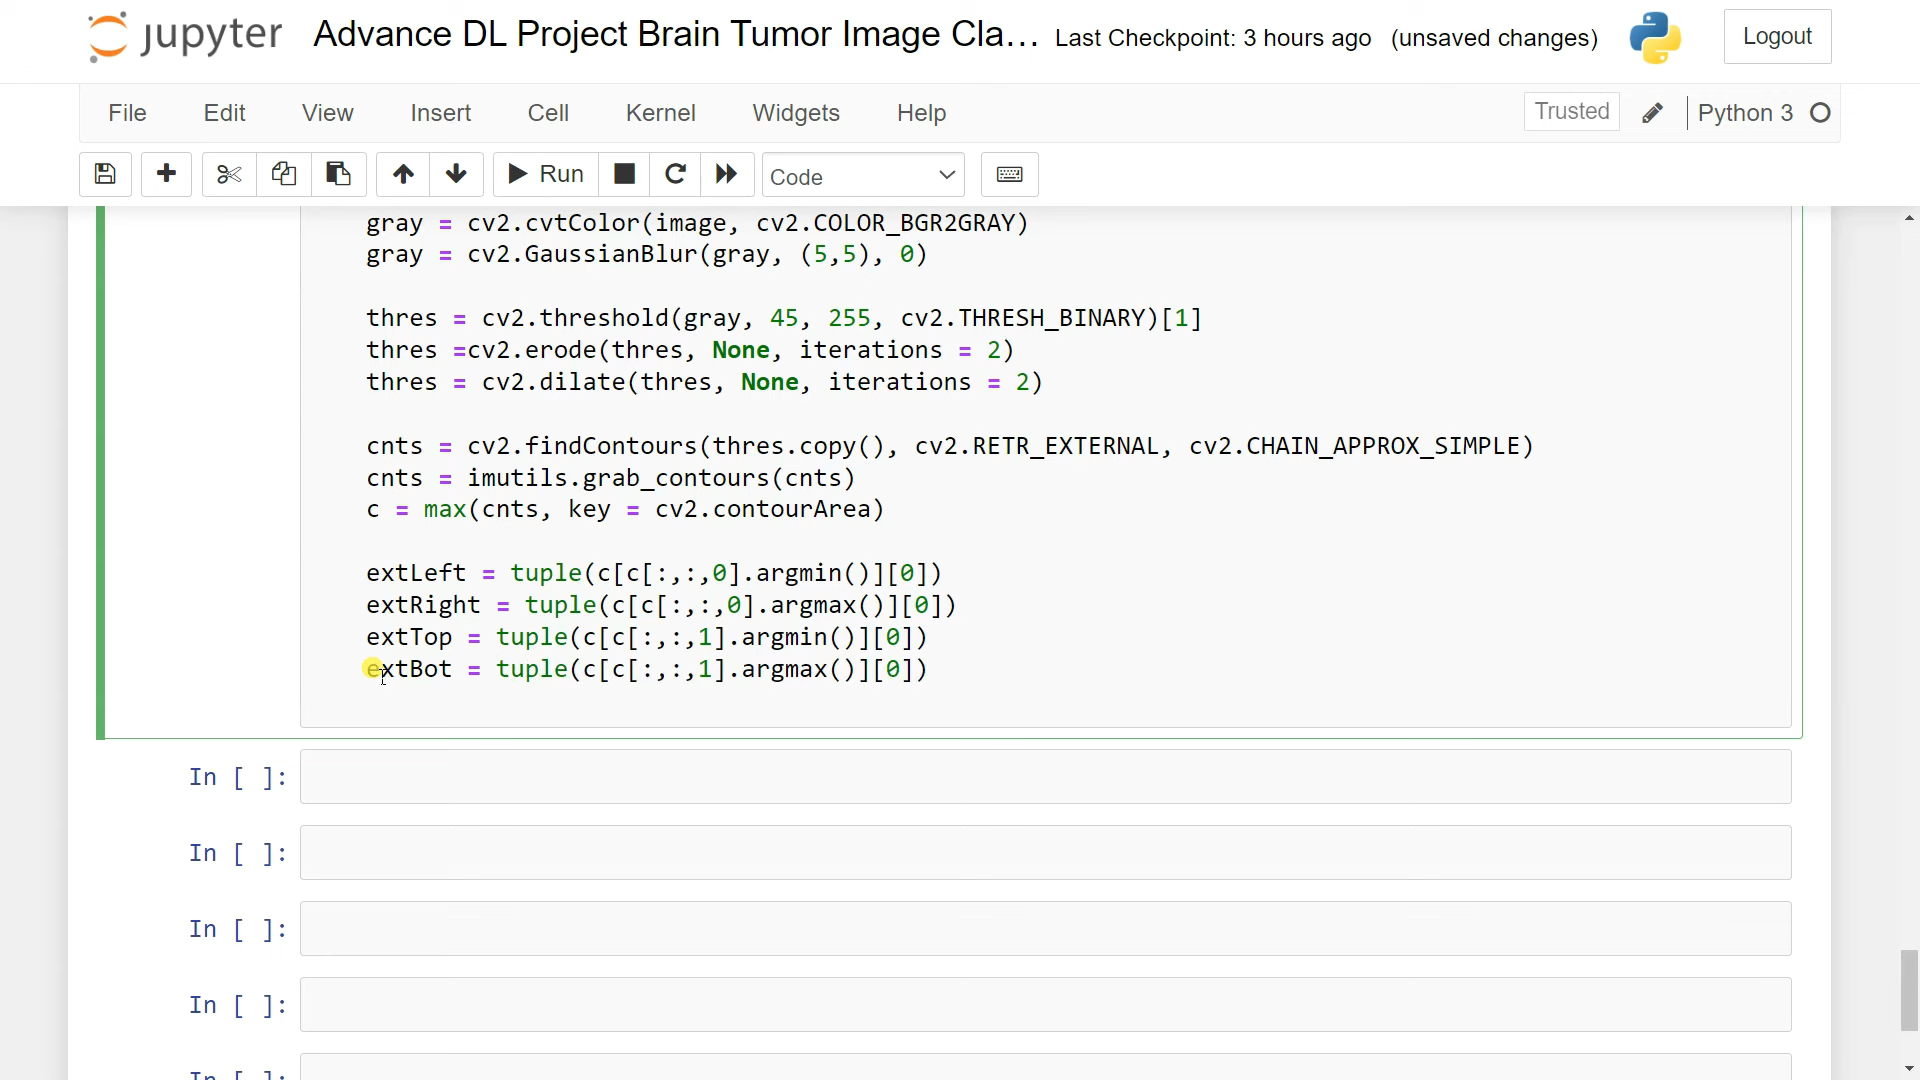 jupyter Advance DL Project Brain Tumor Image Cla... Last Checkpoint: 3 hours ago (unsaved changes) Logout
File Edit View Insert Cell Kernel Widgets Help Trusted Python 3
Run Code
gray = cv2.cvtColor(image, cv2.COLOR_BGR2GRAY)
gray = cv2.GaussianBlur(gray, (5,5), 0)
thres = cv2.threshold(gray, 45, 255, cv2.THRESH_BINARY)[1]
thres =cv2.erode(thres, None, iterations = 2)
thres = cv2.dilate(thres, None, iterations = 2)
cnts = cv2.findContours(thres.copy(), cv2.RETR_EXTERNAL, cv2.CHAIN_APPROX_SIMPLE)
cnts = imutils.grab_contours(cnts)
c = max(cnts, key = cv2.contourArea)
extLeft = tuple(c[c[:,:,0].argmin()][0])
extRight = tuple(c[c[:,:,0].argmax()][0])
extTop = tuple(c[c[:,:,1].argmin()][0])
extBot = tuple(c[c[:,:,1].argmax()][0])
In [ ]:
In [ ]:
In [ ]:
In [ ]:
In [ ]: